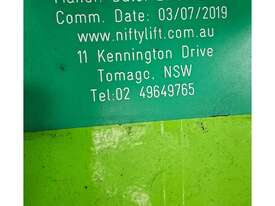 Comm. Date: 03/07/2019
www.niftylift.com.au
11 Kennington Drive
Tomago, NSW
Tel:02 49649765